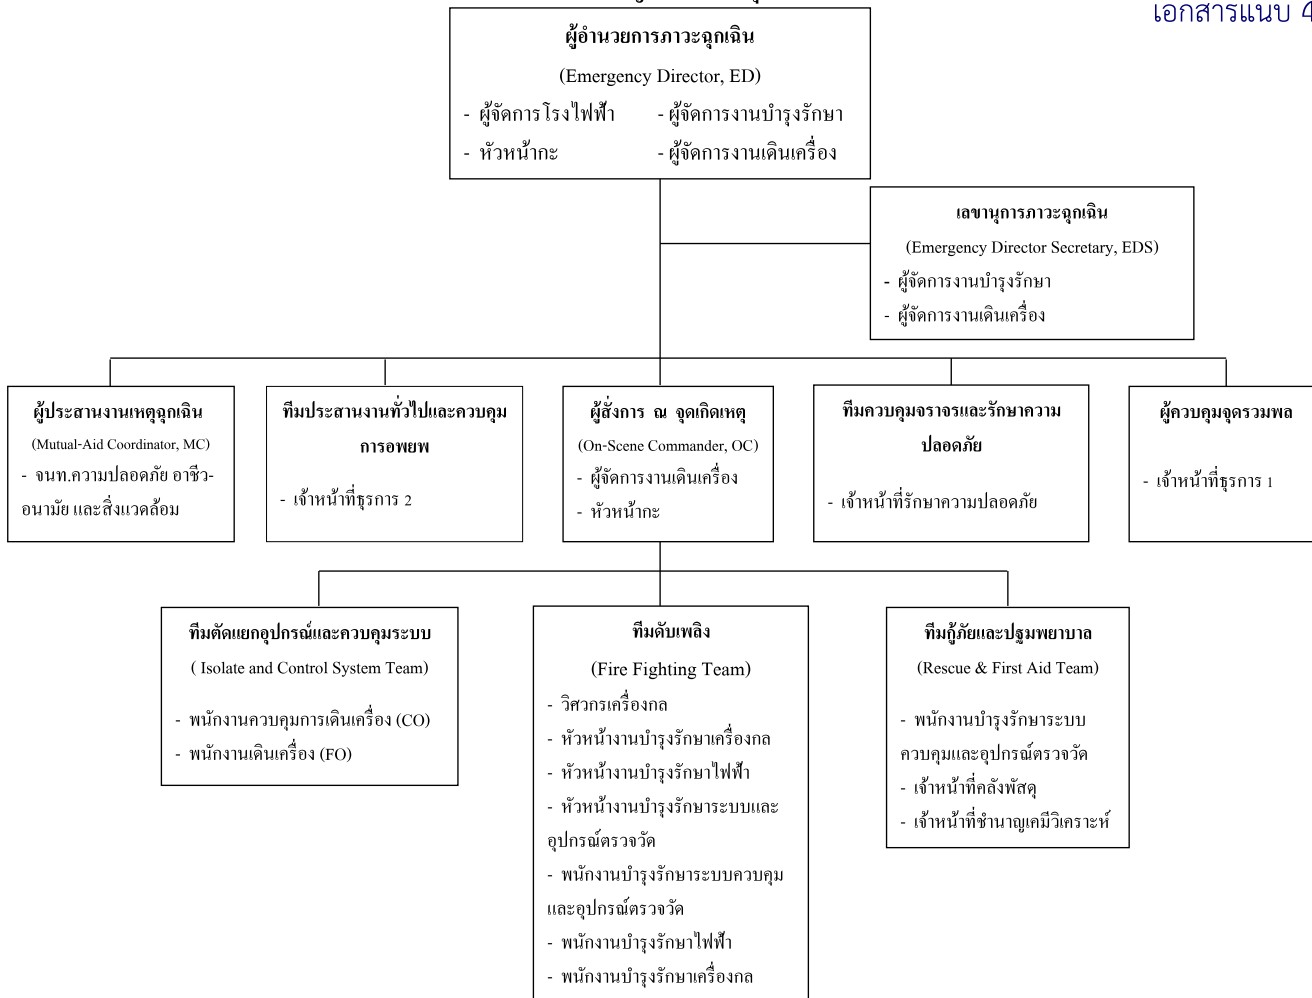 เอกสารแนบ 4
ผู้อำนวยการภาวะฉุกเฉิน
(Emergency Director, ED)
- ผู้จัดการโรงไฟฟ้า - ผู้จัดการงานบำรุงรักษา
- หัวหน้ากะ - ผู้จัดการงานเดินเครื่อง
เลขานุการภาวะฉุกเฉิน
(Emergency Director Secretary, EDS)
- ผู้จัดการงานบำรุงรักษา
- ผู้จัดการงานเดินเครื่อง
ผู้ประสานงานเหตุฉุกเฉิน
(Mutual-Aid Coordinator, MC)
- จนท.ความปลอดภัย อาชีว-
อนามัย และสิ่งแวดล้อม
ทีมประสานงานทั่วไปและควบคุม
การอพยพ
- เจ้าหน้าที่ธุรการ 2
ผู้สั่งการ ณ จุดเกิดเหตุ
(On-Scene Commander, OC)
- ผู้จัดการงานเดินเครื่อง
- หัวหน้ากะ
ทีมควบคุมจราจรและรักษาความ
ปลอดภัย
- เจ้าหน้าที่รักษาความปลอดภัย
ผู้ควบคุมจุดรวมพล
- เจ้าหน้าที่ธุรการ 1
ทีมตัดแยกอุปกรณ์และควบคุมระบบ
( Isolate and Control System Team)
- พนักงานควบคุมการเดินเครื่อง (CO)
- พนักงานเดินเครื่อง (FO)
ทีมดับเพลิง
(Fire Fighting Team)
- วิศวกรเครื่องกล
- หัวหน้างานบำรุงรักษาเครื่องกล
- หัวหน้างานบำรุงรักษาไฟฟ้า
- หัวหน้างานบำรุงรักษาระบบและ
อุปกรณ์ตรวจวัด
- พนักงานบำรุงรักษาระบบควบคุม
และอุปกรณ์ตรวจวัด
- พนักงานบำรุงรักษาไฟฟ้า
- พนักงานบำรุงรักษาเครื่องกล
ทีมกู้ภัยและปฐมพยาบาล
(Rescue & First Aid Team)
- พนักงานบำรุงรักษาระบบ
ควบคุมและอุปกรณ์ตรวจวัด
- เจ้าหน้าที่คลังพัสดุ
- เจ้าหน้าที่ชำนาญเคมีวิเคราะห์